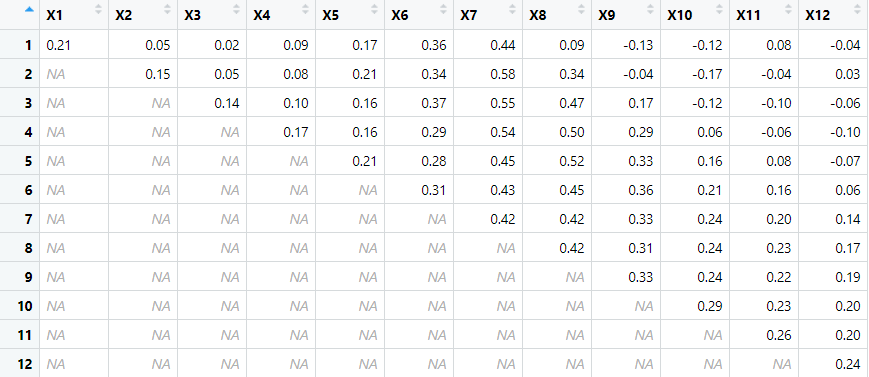 X1 X2 X3 X4 X5 X6 X7 X8 X9 X10 X11 X12
1 0.21 0.05 0.02 0.09 0.17 0.36 0.44 0.09 -0.13 -0.12 0.08 -0.04
2 NA 0.15 0.05 0.08 0.21 0.34 0.58 0.34 -0.04 -0.17 -0.04 0.03
3 NA NA 0.14 0.10 0.16 0.37 0.55 0.47 0.17 -0.12 -0.10 -0.06
4 NA NA NA 0.17 0.16 0.29 0.54 0.50 0.29 0.06 -0.06 -0.10
5 NA NA NA NA 0.21 0.28 0.45 0.52 0.33 0.16 0.08 -0.07
6 NA NA NA NA NA 0.31 0.43 0.45 0.36 0.21 0.16 0.06
7 NA NA NA NA NA NA 0.42 0.42 0.33 0.24 0.20 0.14
8 NA NA NA NA NA NA NA 0.42 0.31 0.24 0.23 0.17
9 NA NA NA NA NA NA NA NA 0.33 0.24 0.22 0.19
10 NA NA NA NA NA NA NA NA NA 0.29 0.23 0.20
11 NA NA NA NA NA NA NA NA NA NA 0.26 0.20
12 NA NA NA NA NA NA NA NA NA NA NA 0.24